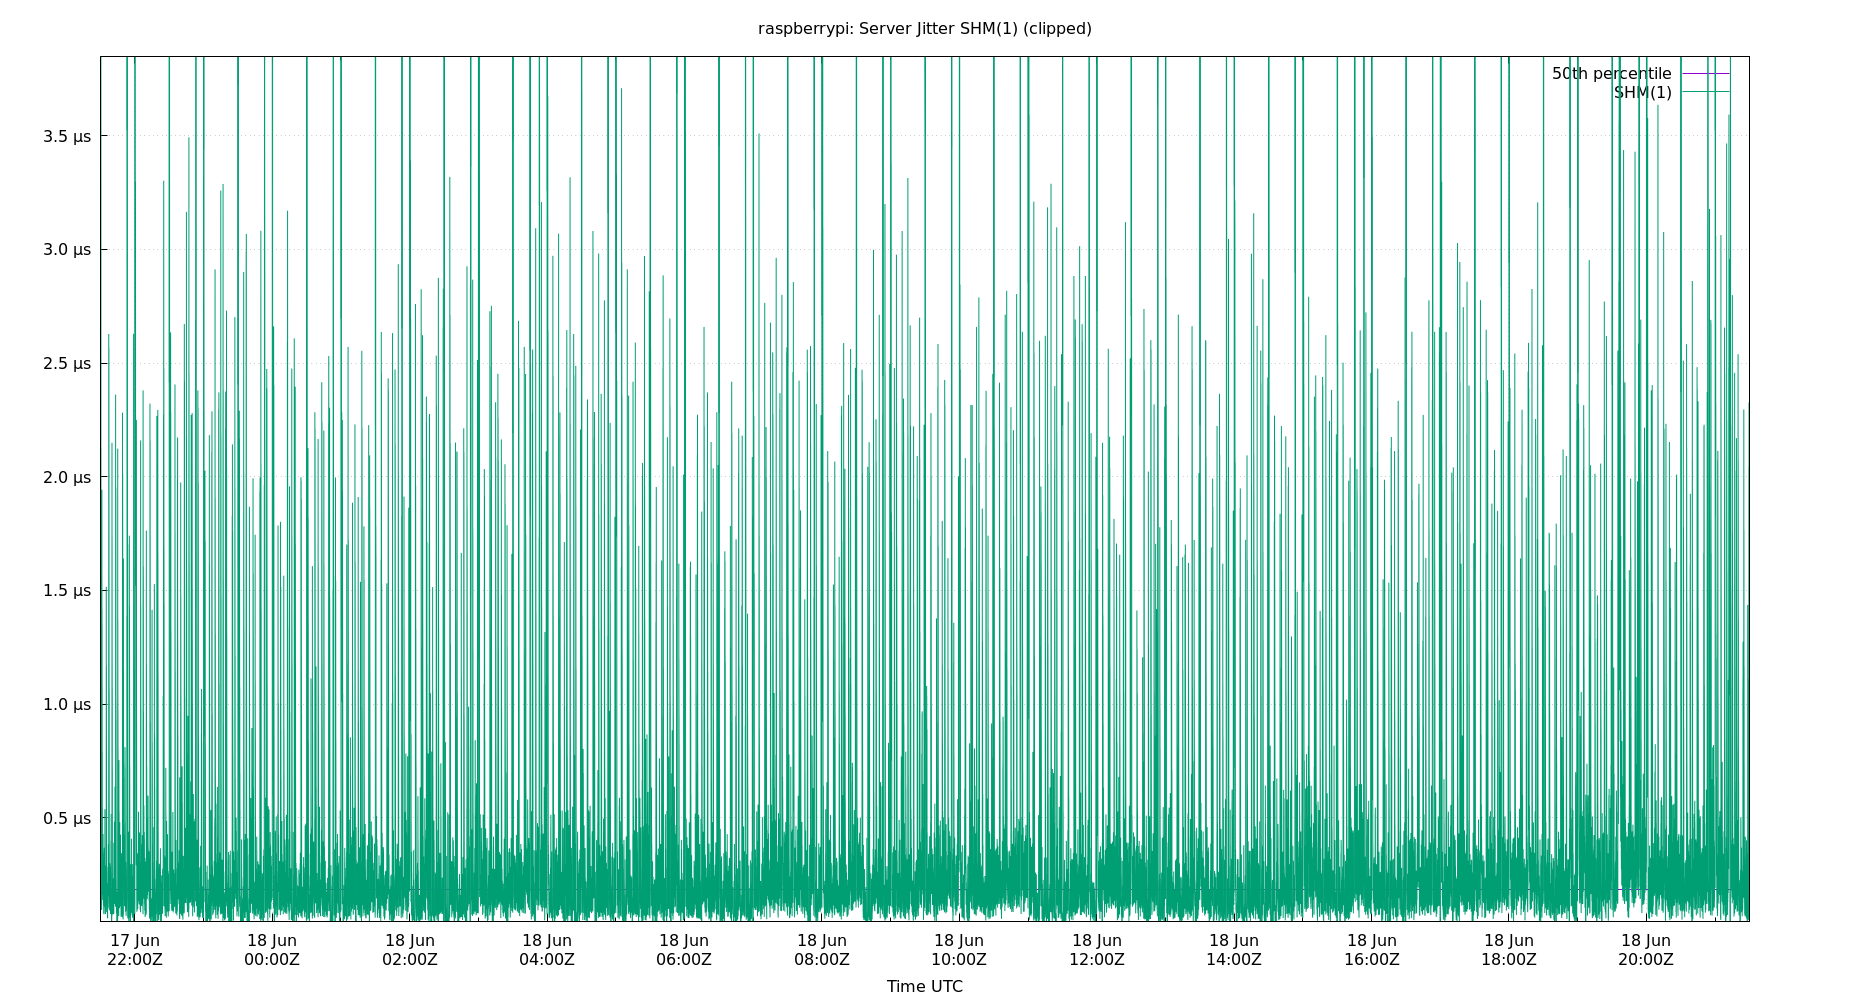 raspberrypi: Server Jitter SHM(1) (clipped)
50th percentile
SHM(1)
3.5 µs
3.0 µs
2.5 µs
2.0 µs
1.5 µs
1.0 µs
0.5 µs
17 Jun 18 Jun 18 Jun 18 Jun 18 Jun 18 Jun 18 Jun 18 Jun 18 Jun 18 Jun 18 Jun 18 Jun
22:00Z 00:00Z 02:00Z 04:00Z 06:00Z 08:00Z 10:00Z 12:00Z 14:00Z 16:00Z 18:00Z 20:00Z
Time UTC